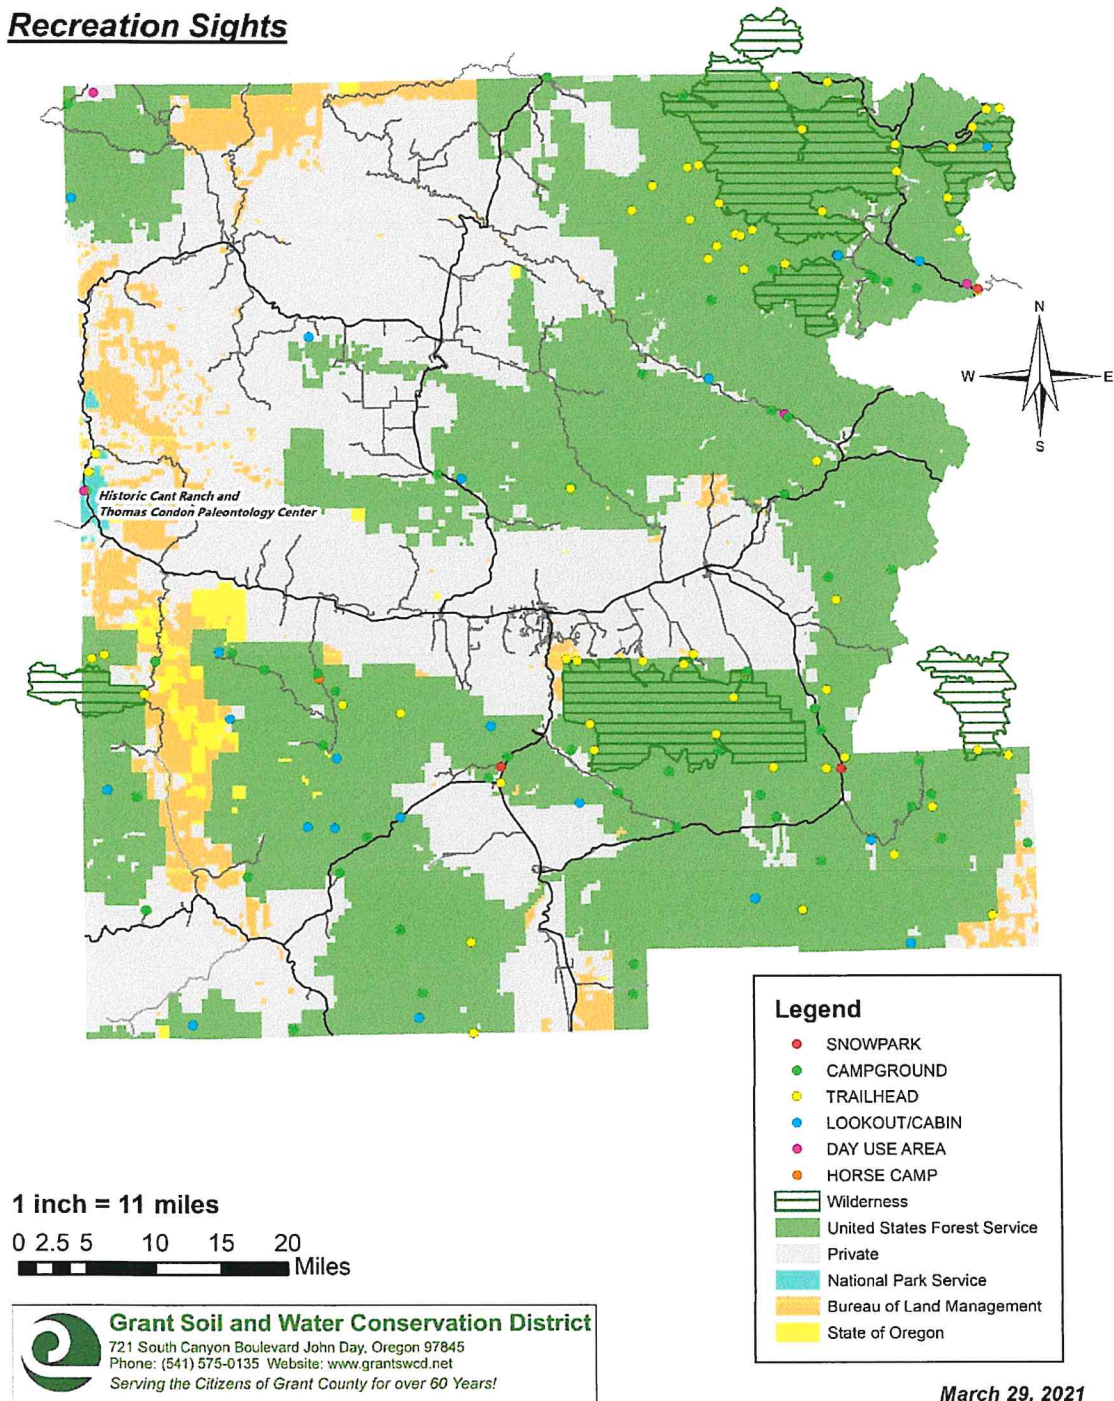 Recreation Sights
N
W
E
S
Historic Cant Ranch and
Thomas Condon Paleontology Center
Legend
SNOWPARK
CAMPGROUND
TRAILHEAD
LOOKOUT/CABIN
DAY USE AREA
HORSE CAMP
Wilderness
United States Forest Service
Private
National Park Service
Bureau of Land Management
State of Oregon
1 inch = 11 miles
0 2.5 5 10 15 20
Miles
Grant Soil and Water Conservation District
721 South Canyon Boulevard John Day, Oregon 97845
Phone: (541) 575-0135 Website: www.grantswcd.net
Serving the Citizens of Grant County for over 60 Years!
March 29, 2021